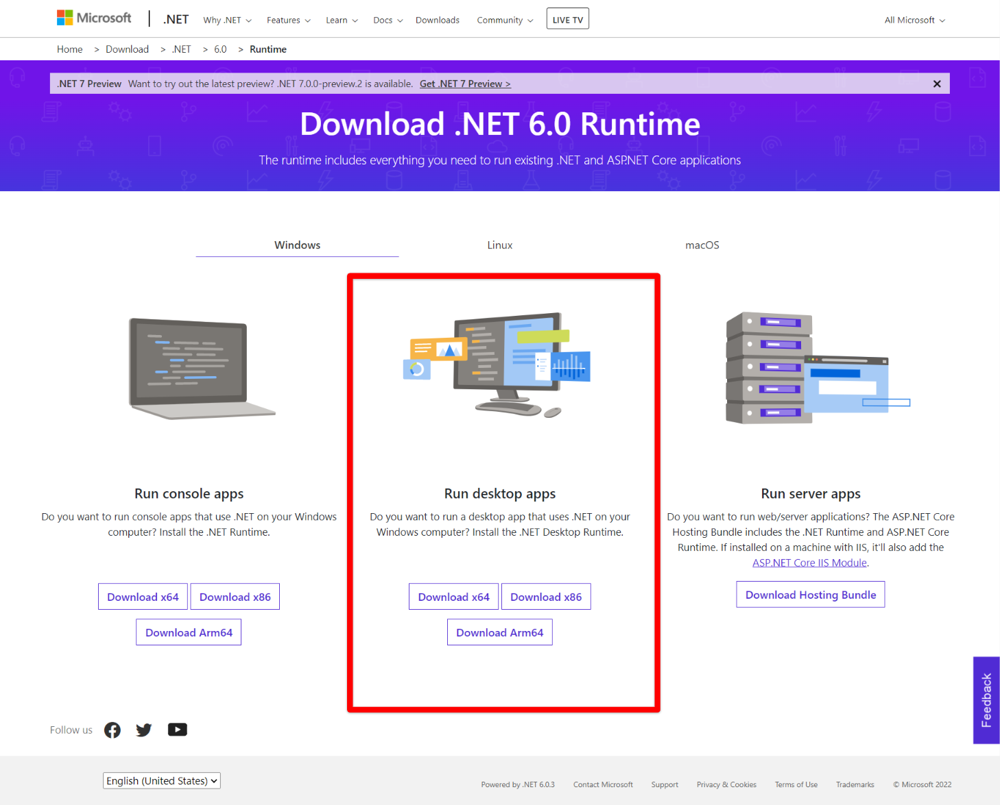 Microsoft .NET Why .NET Features Learn Docs Downloads Community LIVE TV All Microsoft
Home > Download > .NET > 6.0 > Runtime
.NET 7 Preview Want to try out the latest preview? .NET 7.0.0-preview.2 is available. Get .NET 7 Preview >
Download .NET 6.0 Runtime
The runtime includes everything you need to run existing .NET and ASP.NET Core applications
Windows Linux macOS
Run console apps
Do you want to run console apps that use .NET on your Windows
computer? Install the .NET Runtime.
Download x64 Download x86
Download Arm64
Run desktop apps
Do you want to run a desktop app that uses .NET on your
Windows computer? Install the .NET Desktop Runtime.
Download x64 Download x86
Download Arm64
Run server apps
Do you want to run web/server applications? The ASP.NET Core
Hosting Bundle includes the .NET Runtime and ASP.NET Core
Runtime. If installed on a machine with IIS, it'll also add the
ASP.NET Core IIS Module.
Download Hosting Bundle
Feedback
Follow us
English (United States)
Powered by .NET 6.0.3 Contact Microsoft Support Privacy & Cookies Terms of Use Trademarks © Microsoft 2022